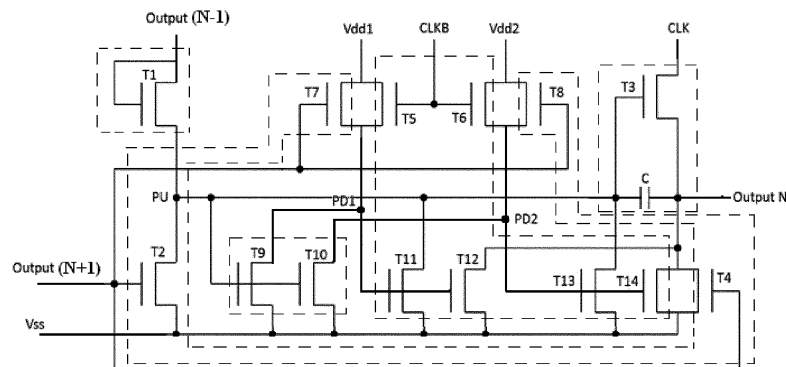 Output (N-1)
Vdd1
CLKB
Vdd2
CLK
T1
T7
T5
T6
T8
T3
C
PU
PD1
PD2
Output N
T2
T9
T10
T11
T12
T13
T14
T4
Output (N+1)
Vss